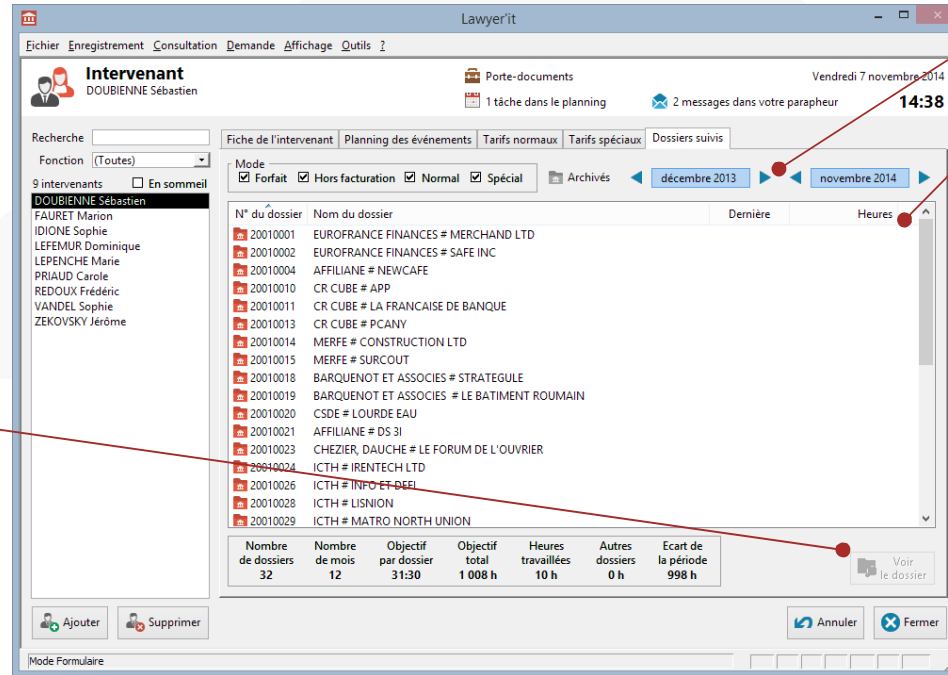 Lawyer'it
Fichier Enregistrement Consultation Demande Affichage Outils ?
Intervenant
DOUBIENNE Sébastien
Porte-documents
Vendredi 7 novembre 2014
1 tâche dans le planning
2 messages dans votre parapheur
14:38
Recherche
Fonction (Toutes)
9 intervenants En sommeil
DOUBIENNE Sébastien
FAURET Marion
IDIONE Sophie
LEFEMUR Dominique
LEPENCHE Marie
PRIAUD Carole
REDOUX Frédéric
VANDEL Sophie
ZEKOVSKY Jérôme
Fiche de l'intervenant Planning des événements Tarifs normaux Tarifs spéciaux Dossiers suivis
Mode
Forfait Hors facturation Normal Spécial Archivés décembre 2013 novembre 2014
N° du dossier Nom du dossier Dernière Heures
20010001 EUROFRANCE FINANCES # MERCHAND LTD
20010002 EUROFRANCE FINANCES # SAFE INC
20010004 AFFILIANE # NEWCAFE
20010010 CR CUBE # APP
20010011 CR CUBE # LA FRANCAISE DE BANQUE
20010013 CR CUBE # PCANY
20010014 MERFE # CONSTRUCTION LTD
20010015 MERFE # SURCOUT
20010018 BARQUENOT ET ASSOCIES # STRATEGULE
20010019 BARQUENOT ET ASSOCIES # LE BATIMENT ROUMAIN
20010020 CSDE # LOURDE EAU
20010021 AFFILIANE # DS 3I
20010023 CHEZIER, DAUCHE # LE FORUM DE L'OUVRIER
20010024 ICTH # IRENTECH LTD
20010026 ICTH # INFO ET DEFI
20010028 ICTH # LISNION
20010029 ICTH # MATRO NORTH UNION
Nombre Nombre Objectif Objectif Heures Autres Ecart de
de dossiers de mois par dossier total travaillées dossiers la période
32 12 31:30 1 008 h 10 h 0 h 998 h
Voir
le dossier
Ajouter Supprimer Annuler Fermer
Mode Formulaire